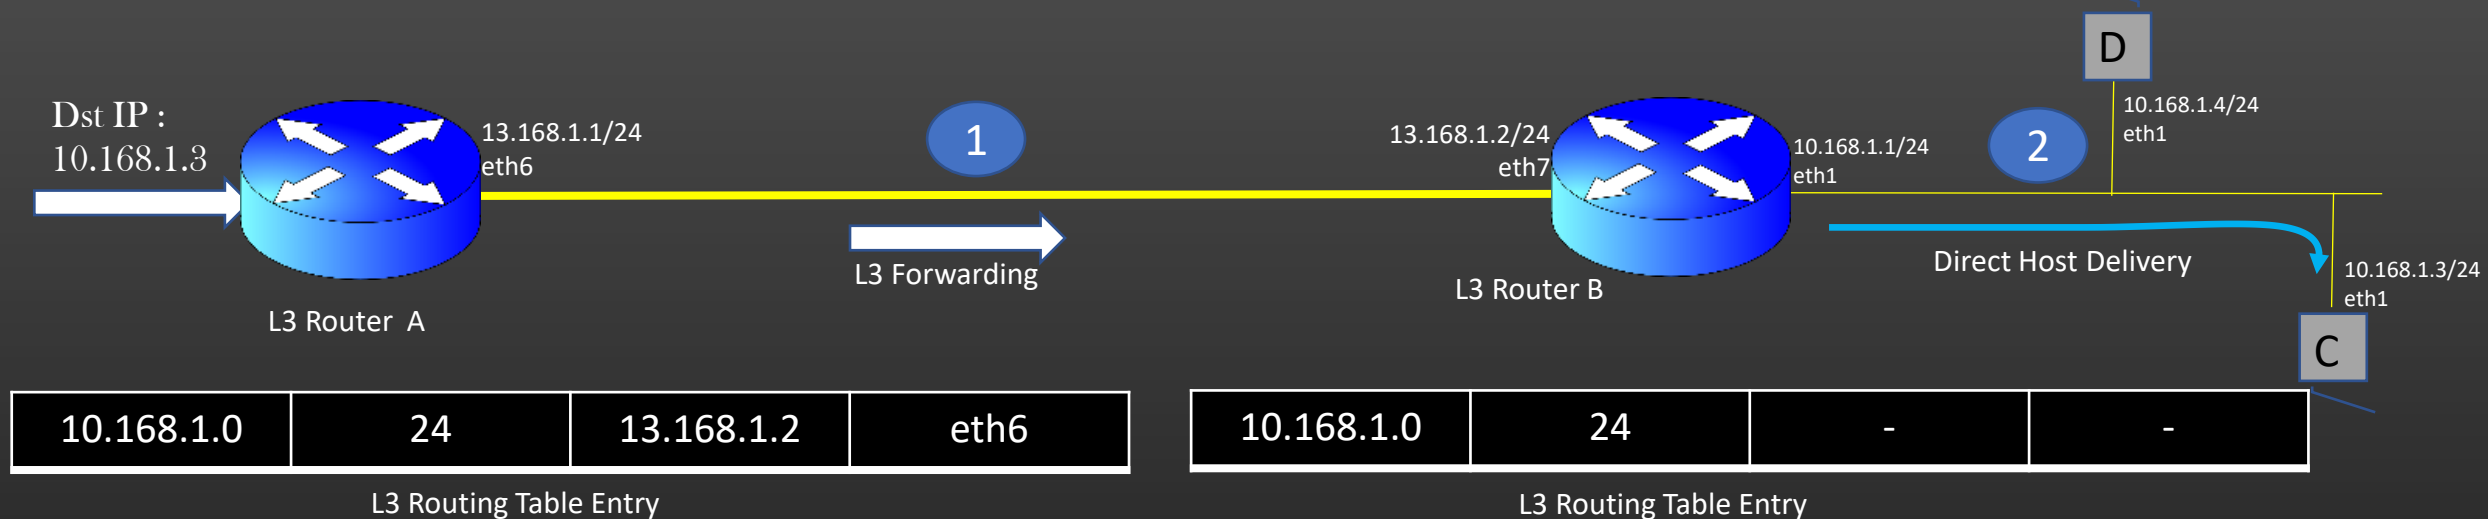 D
Dst IP :
10.168.1.3
13.168.1.1/24
eth6
1
13.168.1.2/24
eth7
10.168.1.1/24
eth1
2
10.168.1.4/24
eth1
L3 Forwarding
Direct Host Delivery
10.168.1.3/24
eth1
L3 Router A
L3 Router B
C
10.168.1.0 24 13.168.1.2 eth6
10.168.1.0 24 - -
L3 Routing Table Entry
L3 Routing Table Entry